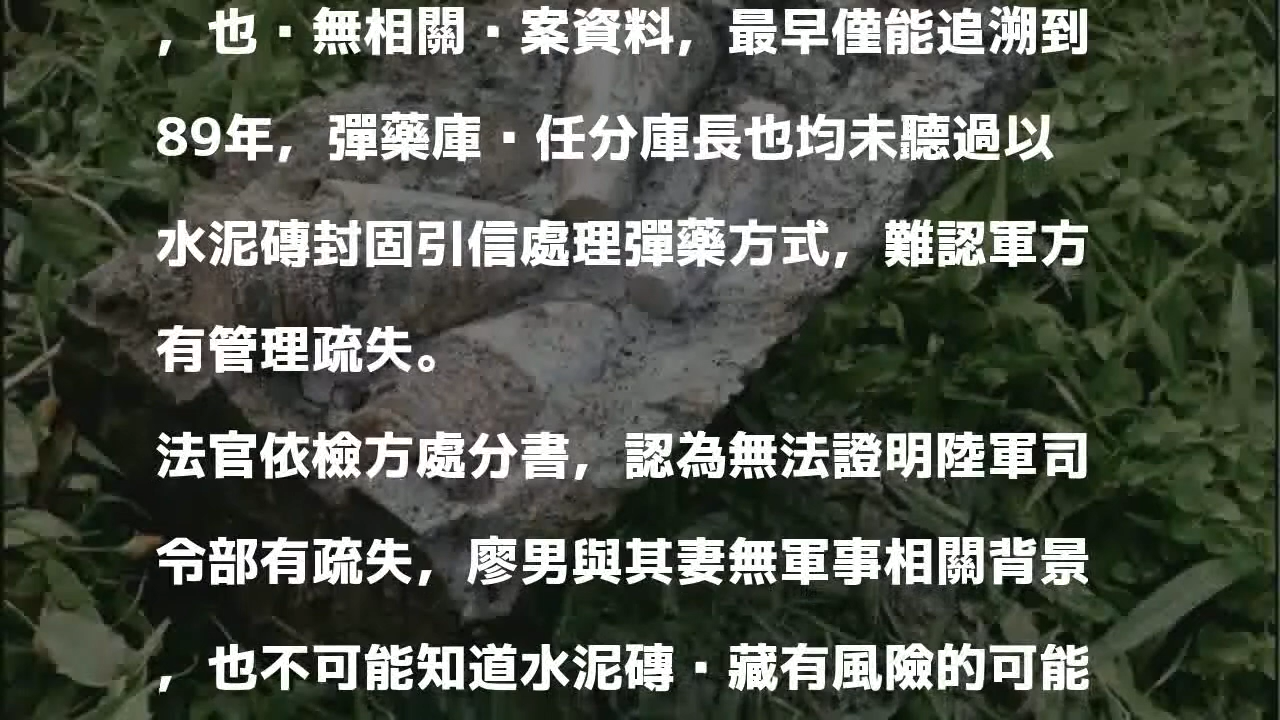 ，也·無相關·案資料，最早僅能追溯到
89年，彈藥庫·任分庫長也均未聽過以
水泥磚封固引信處理彈藥方式，難認軍方
有管理疏失。
法官依檢方處分書，認為無法證明陸軍司
令部有疏失，廖男與其妻無軍事相關背景
，也不可能知道水泥磚·藏有風險的可能